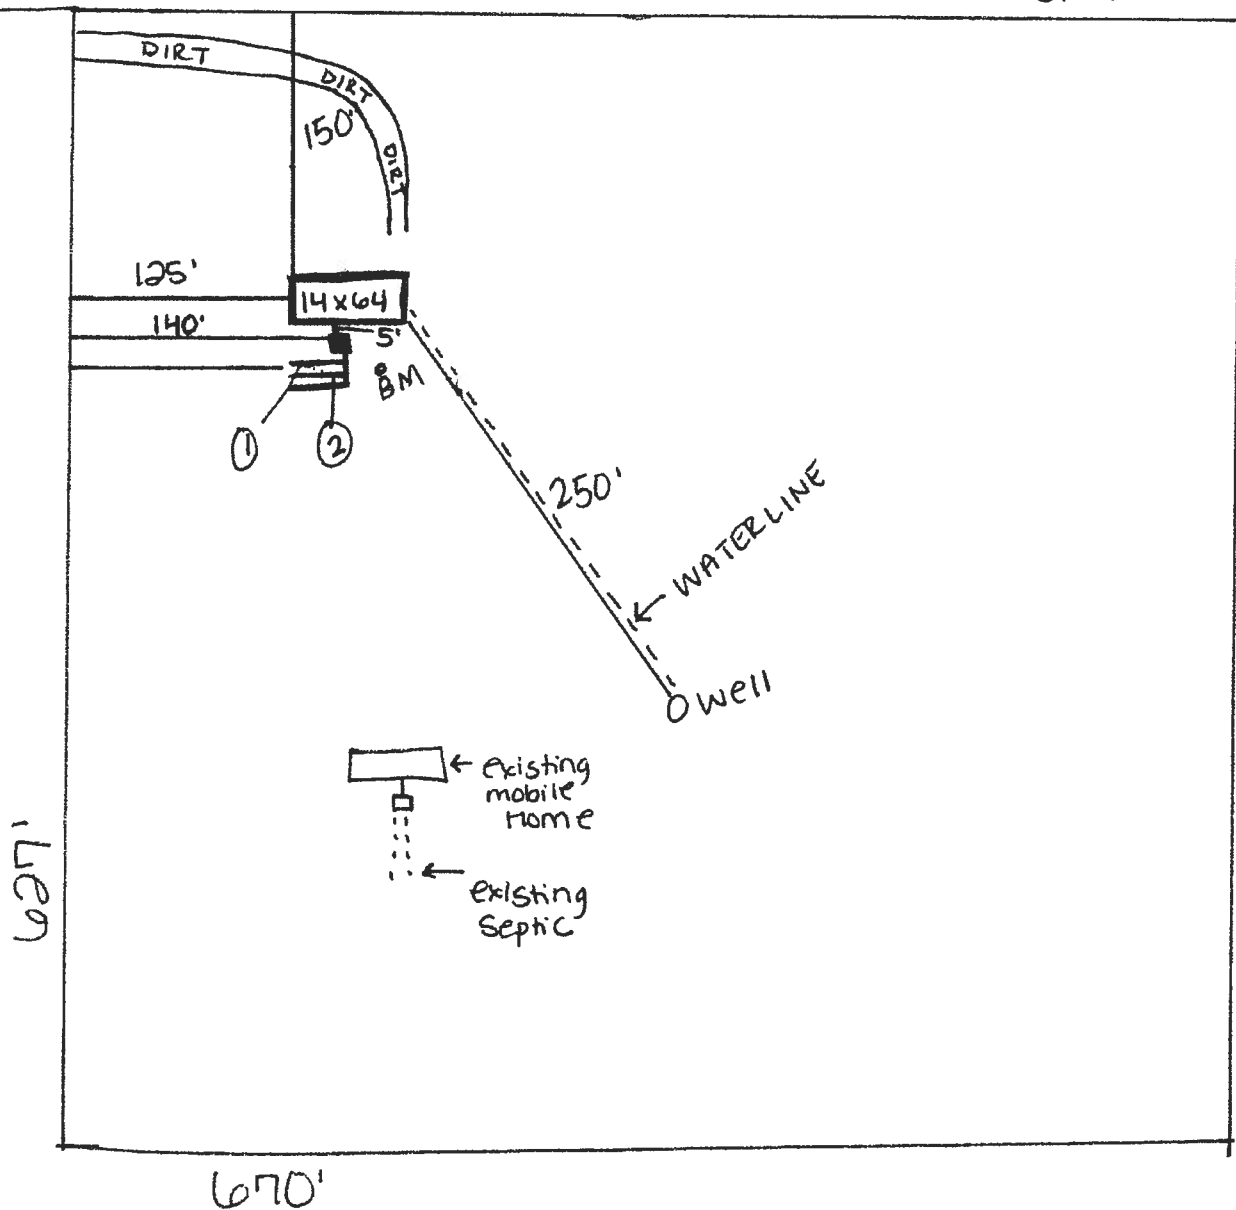 DIRT
DIRT
150'
DIRT
125'
14x64
140'
5'
BM
1
2
250'
WATERLINE
well
existing
mobile
Home
existing
Septic
627'
670'